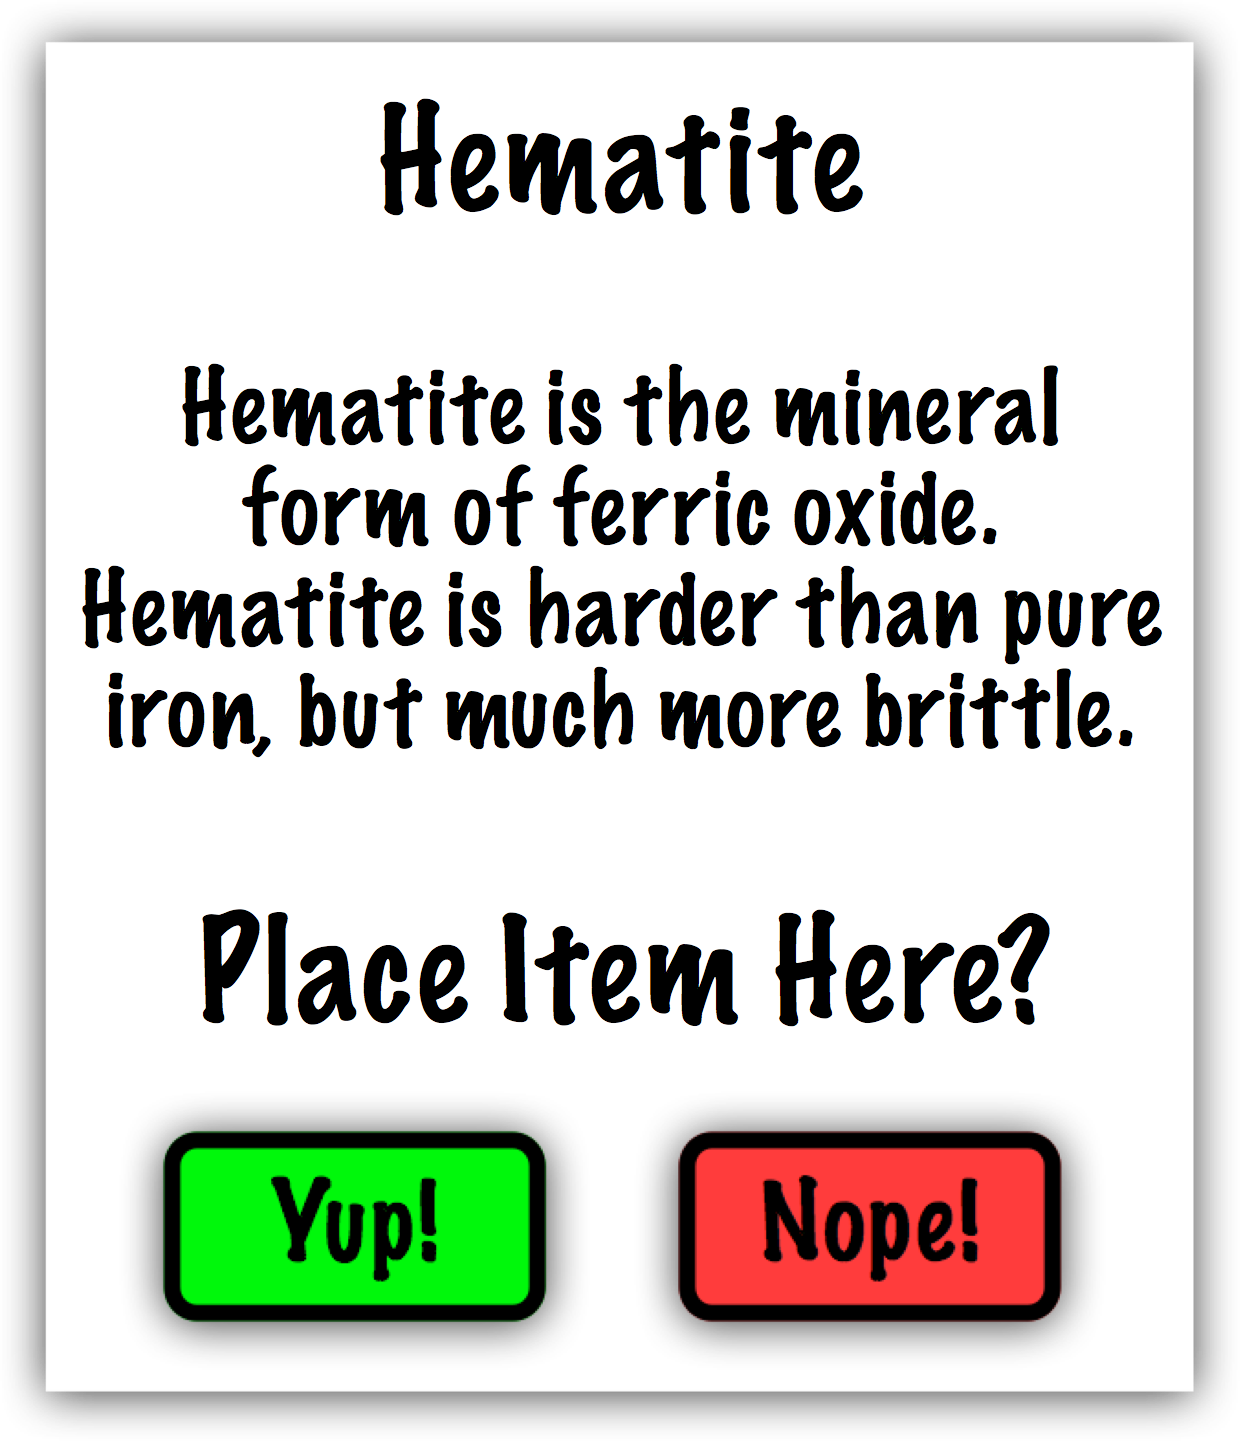 Hematite
Hematite is the mineral
form of ferric oxide.
Hematite is harder than pure
iron, but much more brittle.
Place Item Here?
Yup!
Nope!